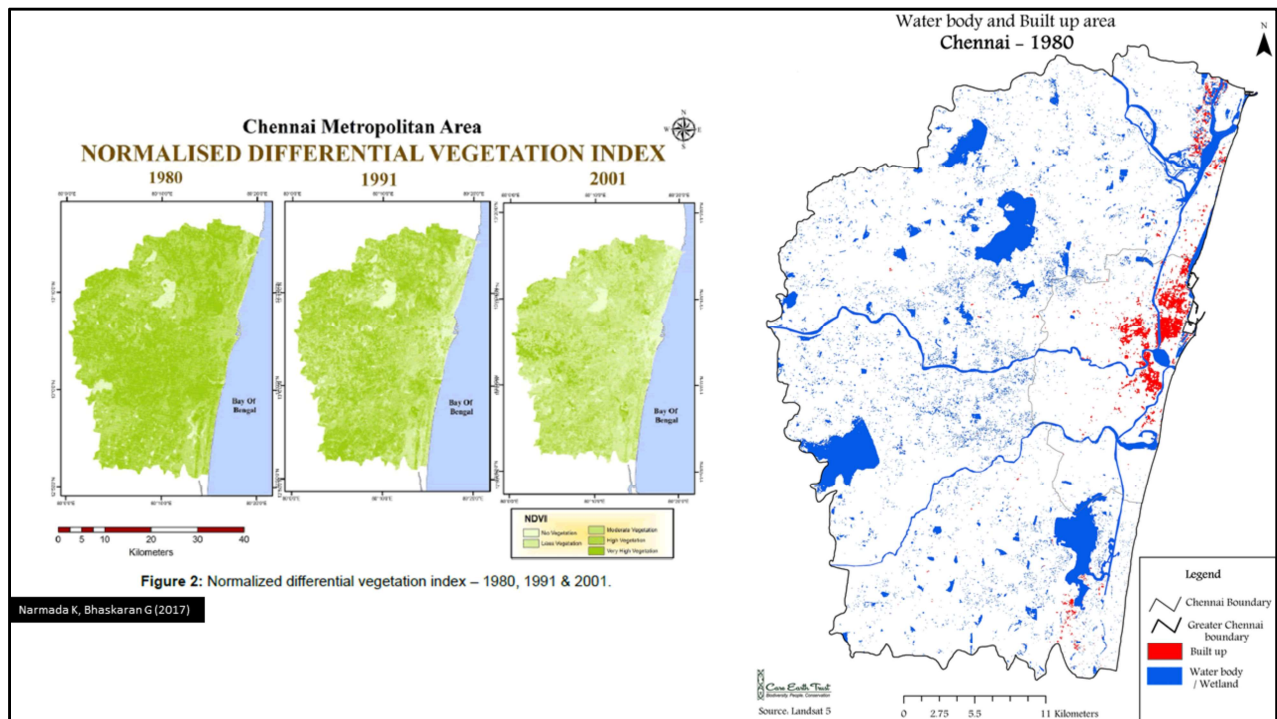 Chennai Metropolitan Area
NORMALISED DIFFERENTIAL VEGETATION INDEX
1980
1991
2001
Bay Of
Bengal
Bay Of
Bengal
Bay Of
Bengal
0 5 10 20 30 40
Kilometers
NDVI
No Vegetation
Less Vegetation
Moderate Vegetation
High Vegetation
Very High Vegetation
Figure 2: Normalized differential vegetation index – 1980, 1991 & 2001.
Narmada K, Bhaskaran G (2017)
Water body and Built up area
Chennai - 1980
N
Legend
Chennai Boundary
Greater Chennai
boundary
Built up
Water body
/ Wetland
Care Earth Trust
Biodiversity People Conservation
Source. Landsat 5
0 2.75 5.5 11 Kilometers